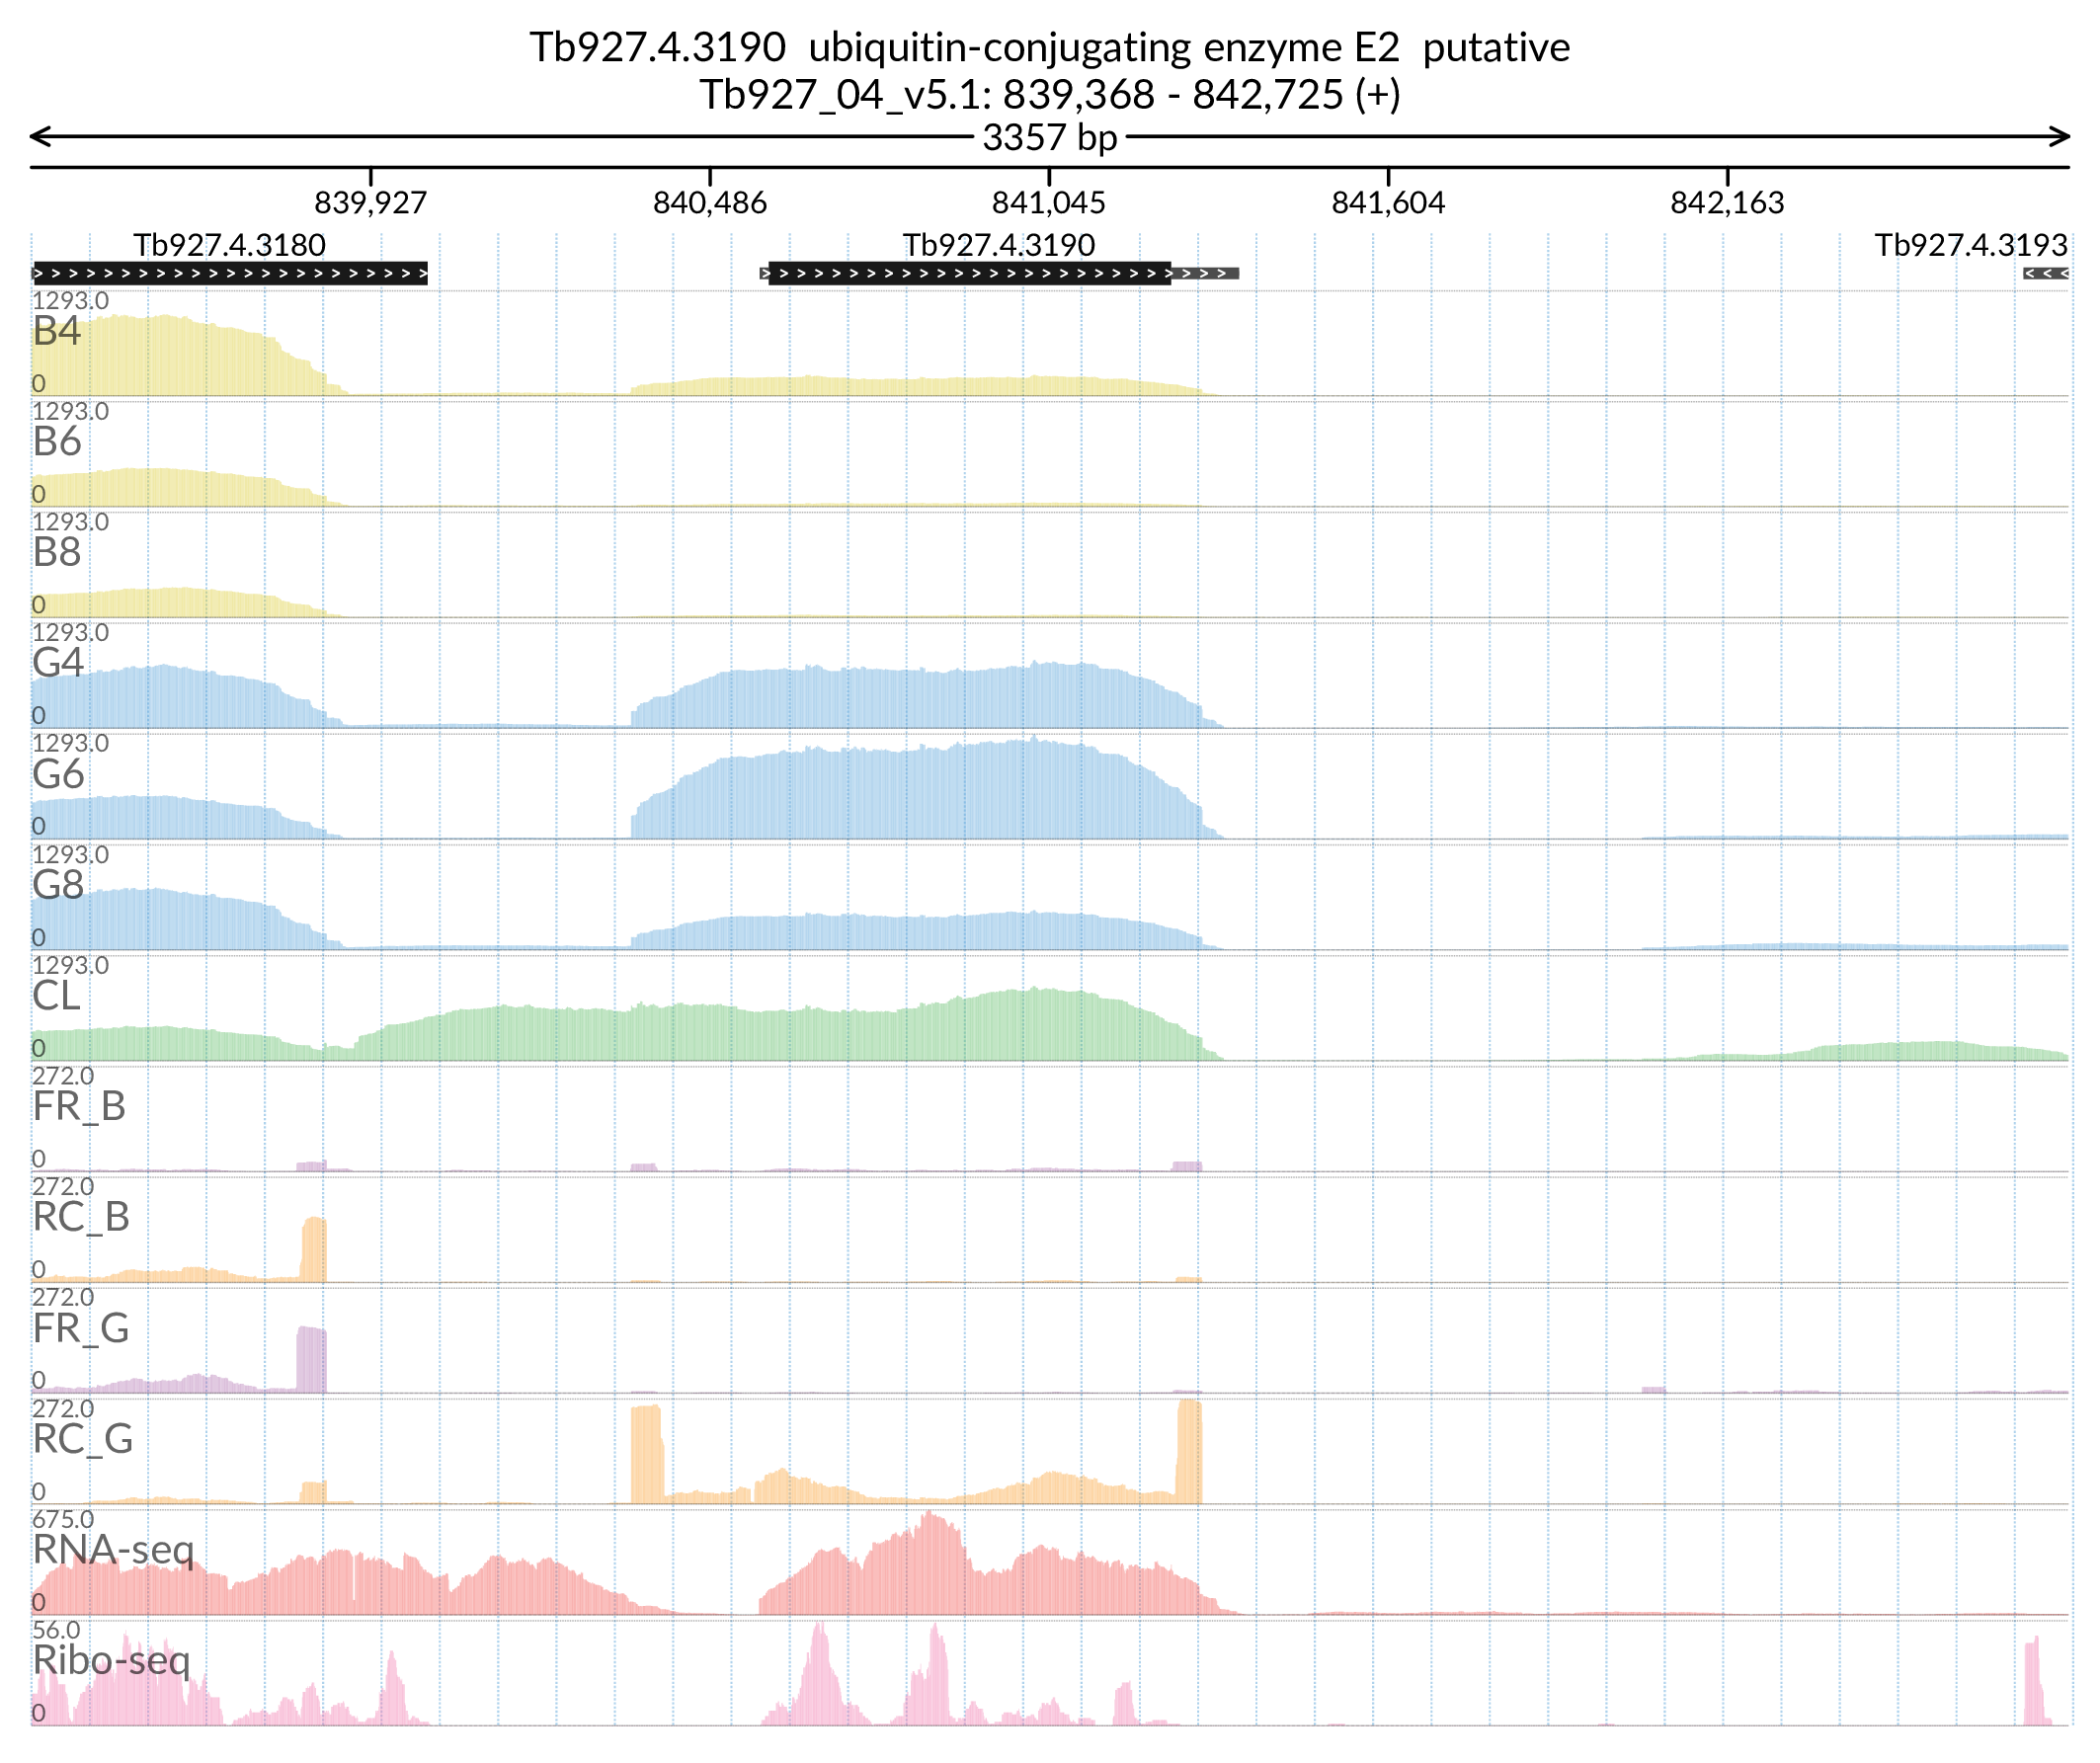 Tb927.4.3190  ubiquitin-conjugating enzyme E2  putative
Tb927_04_v5.1: 839,368 - 842,725 (+)
3357 bp
839,927 840,486 841,045 841,604 842,163
Tb927.4.3180 Tb927.4.3190 Tb927.4.3193
1293.0
B4
0
1293.0
B6
0
1293.0
B8
0
1293.0
G4
0
1293.0
G6
0
1293.0
G8
0
1293.0
CL
0
272.0
FR_B
0
272.0
RC_B
0
272.0
FR_G
0
272.0
RC_G
0
675.0
RNA-seq
0
56.0
Ribo-seq
0